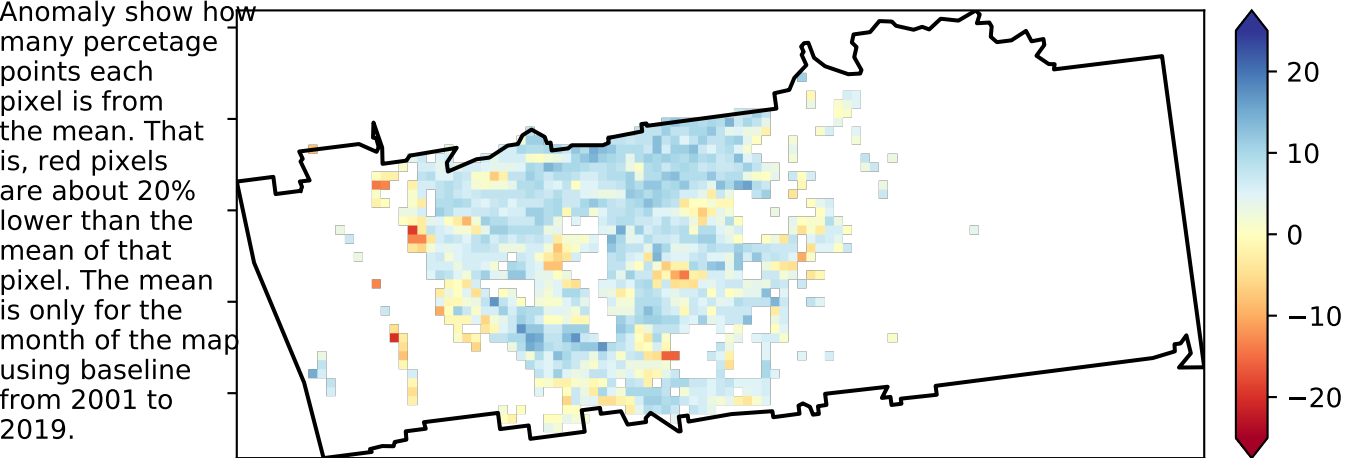 Anomaly show how
many percetage
points each
pixel is from
the mean. That
is, red pixels
are about 20%
lower than the
mean of that
pixel. The mean
is only for the
month of the map
using baseline
from 2001 to
2019.
20
10
0
−10
−20